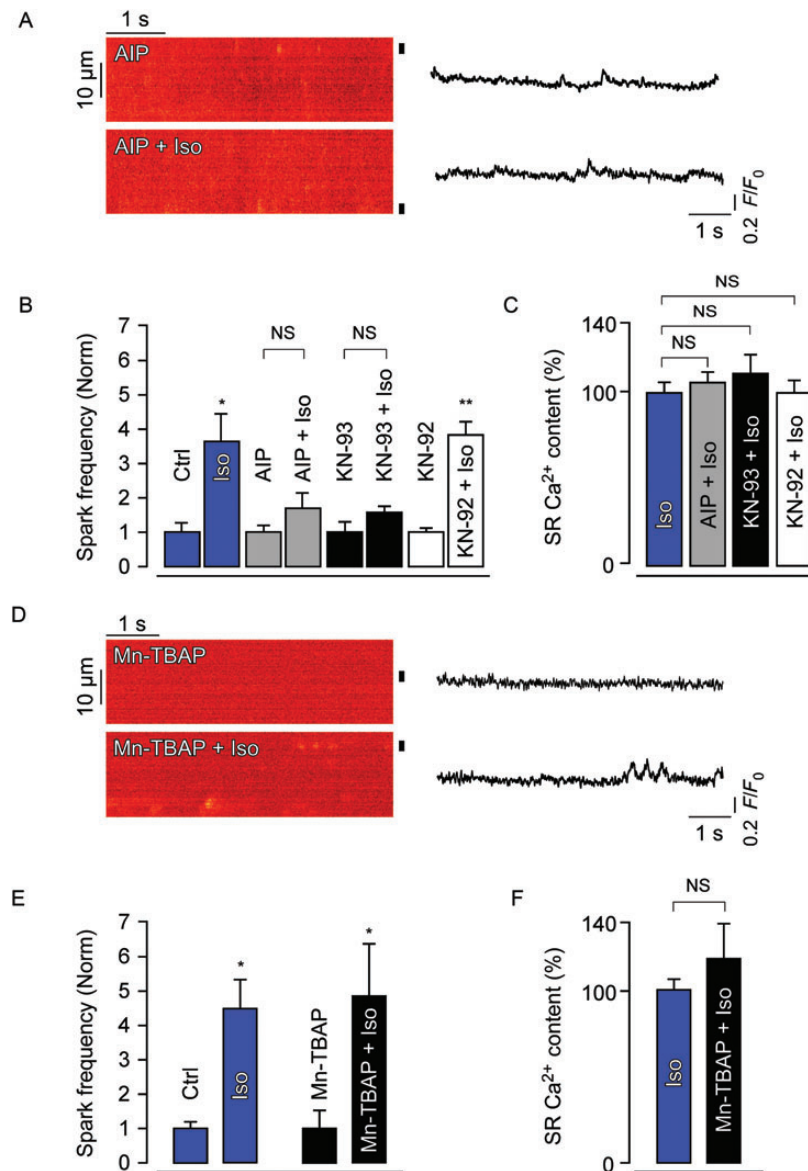 A
1 s
10 µm
AIP
AIP + Iso
1 s
0.2 F/F0
B
Spark frequency (Norm)
7
6
5
4
3
2
1
0
Ctrl
*
Iso
AIP
NS
AIP + Iso
KN-93
NS
KN-93 + Iso
KN-92
**
KN-92 + Iso
C
SR Ca2+ content (%)
140
100
0
NS
NS
NS
Iso
AIP + Iso
KN-93 + Iso
KN-92 + Iso
D
1 s
10 µm
Mn-TBAP
Mn-TBAP + Iso
1 s
0.2 F/F0
E
Spark frequency (Norm)
7
6
5
4
3
2
1
0
Ctrl
*
Iso
Mn-TBAP
*
Mn-TBAP + Iso
F
SR Ca2+ content (%)
140
100
0
NS
Iso
Mn-TBAP + Iso